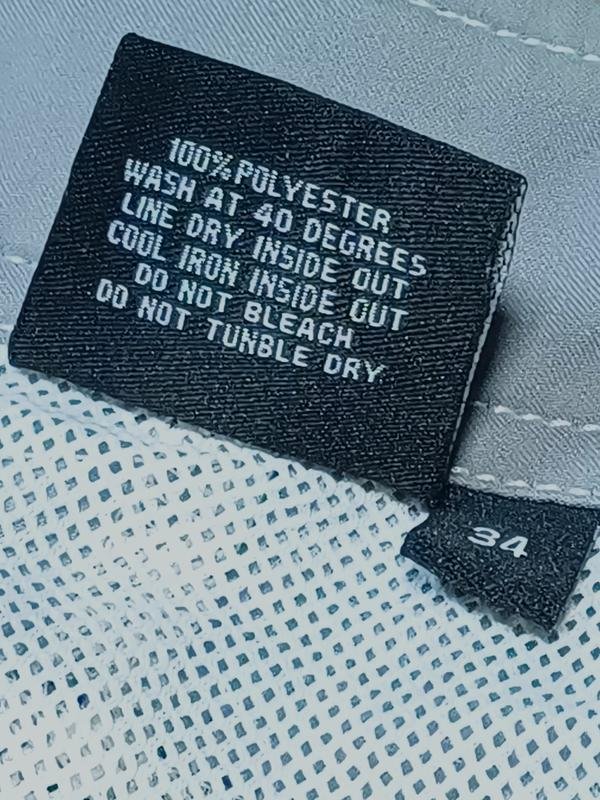 100% POLYESTER
WASH AT 40 DEGREES
LINE DRY INSIDE OUT
COOL IRON INSIDE OUT
DO NOT BLEACH
DO NOT TUNBLE DRY
34